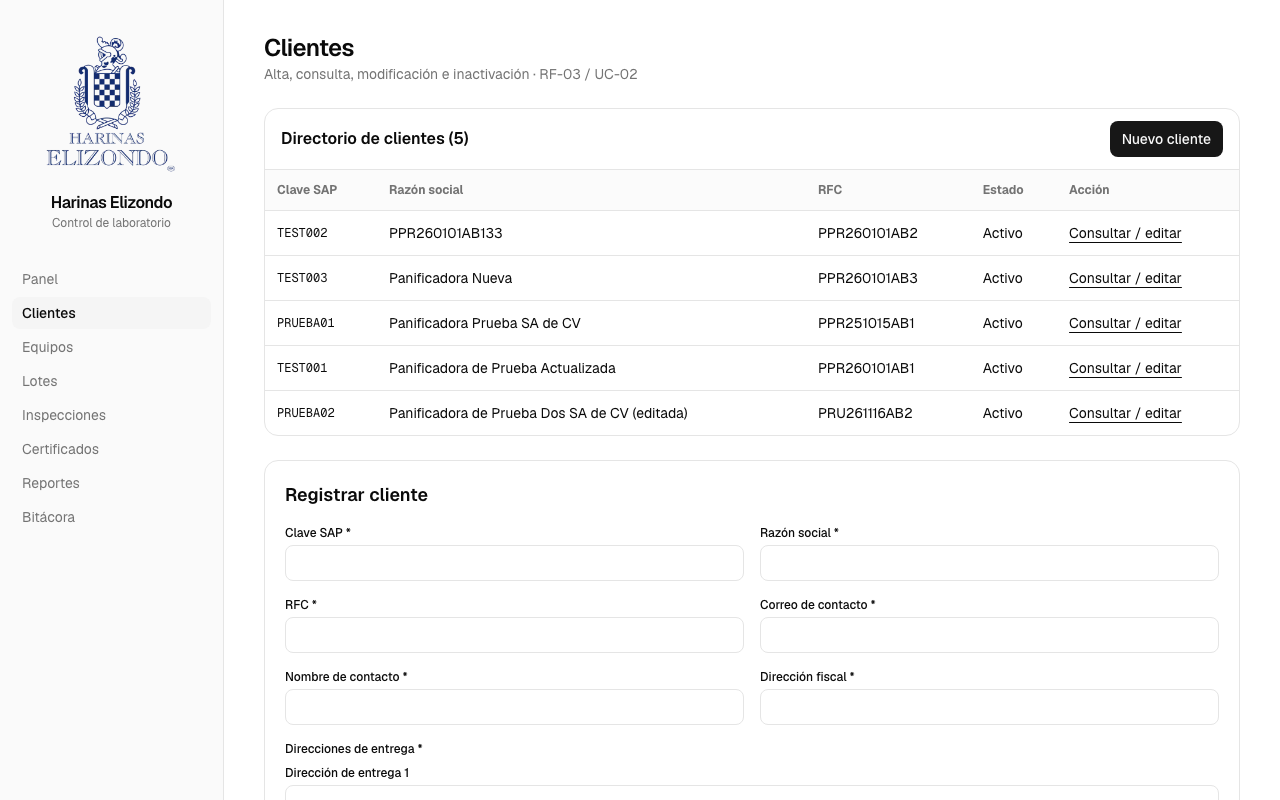 HARINAS
ELIZONDO
Harinas Elizondo
Control de laboratorio
Panel
Clientes
Equipos
Lotes
Inspecciones
Certificados
Reportes
Bitácora
Clientes
Alta, consulta, modificación e inactivación · RF-03 / UC-02
Directorio de clientes (5)
Nuevo cliente
Clave SAP Razón social RFC Estado Acción
TEST002 PPR260101AB133 PPR260101AB2 Activo Consultar / editar
TEST003 Panificadora Nueva PPR260101AB3 Activo Consultar / editar
PRUEBA01 Panificadora Prueba SA de CV PPR251015AB1 Activo Consultar / editar
TEST001 Panificadora de Prueba Actualizada PPR260101AB1 Activo Consultar / editar
PRUEBA02 Panificadora de Prueba Dos SA de CV (editada) PRU261116AB2 Activo Consultar / editar
Registrar cliente
Clave SAP * Razón social *
RFC * Correo de contacto *
Nombre de contacto * Dirección fiscal *
Direcciones de entrega *
Dirección de entrega 1